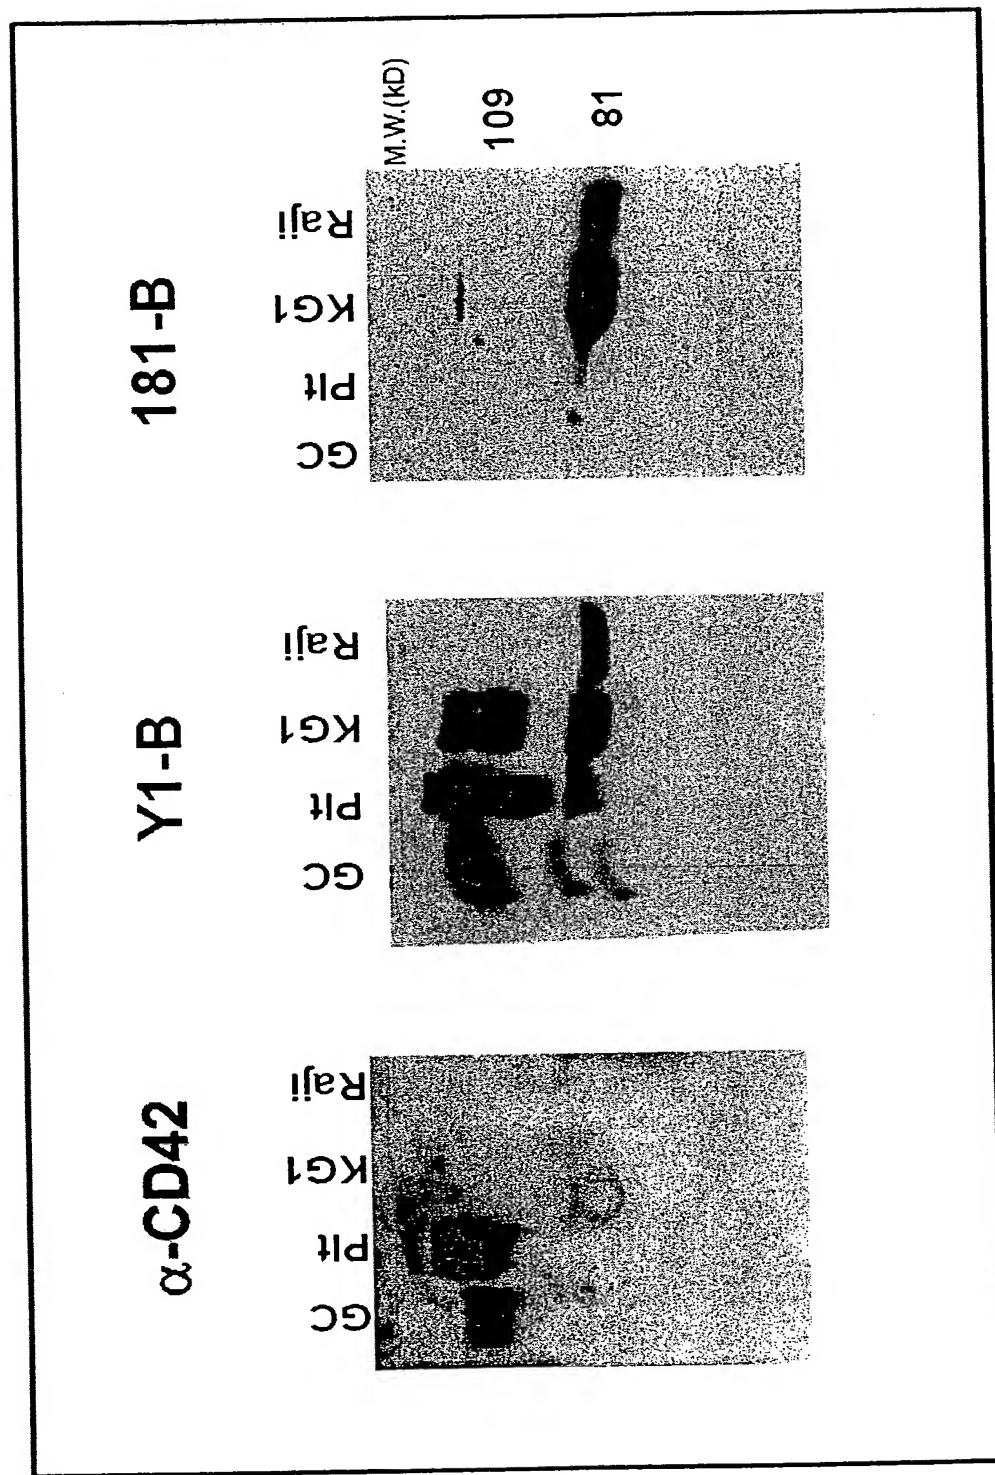 α-CD42
GC Plt KG1 Raji
Y1-B
GC Plt KG1 Raji
181-B
GC Plt KG1 Raji
M.W.(kD)
109
81